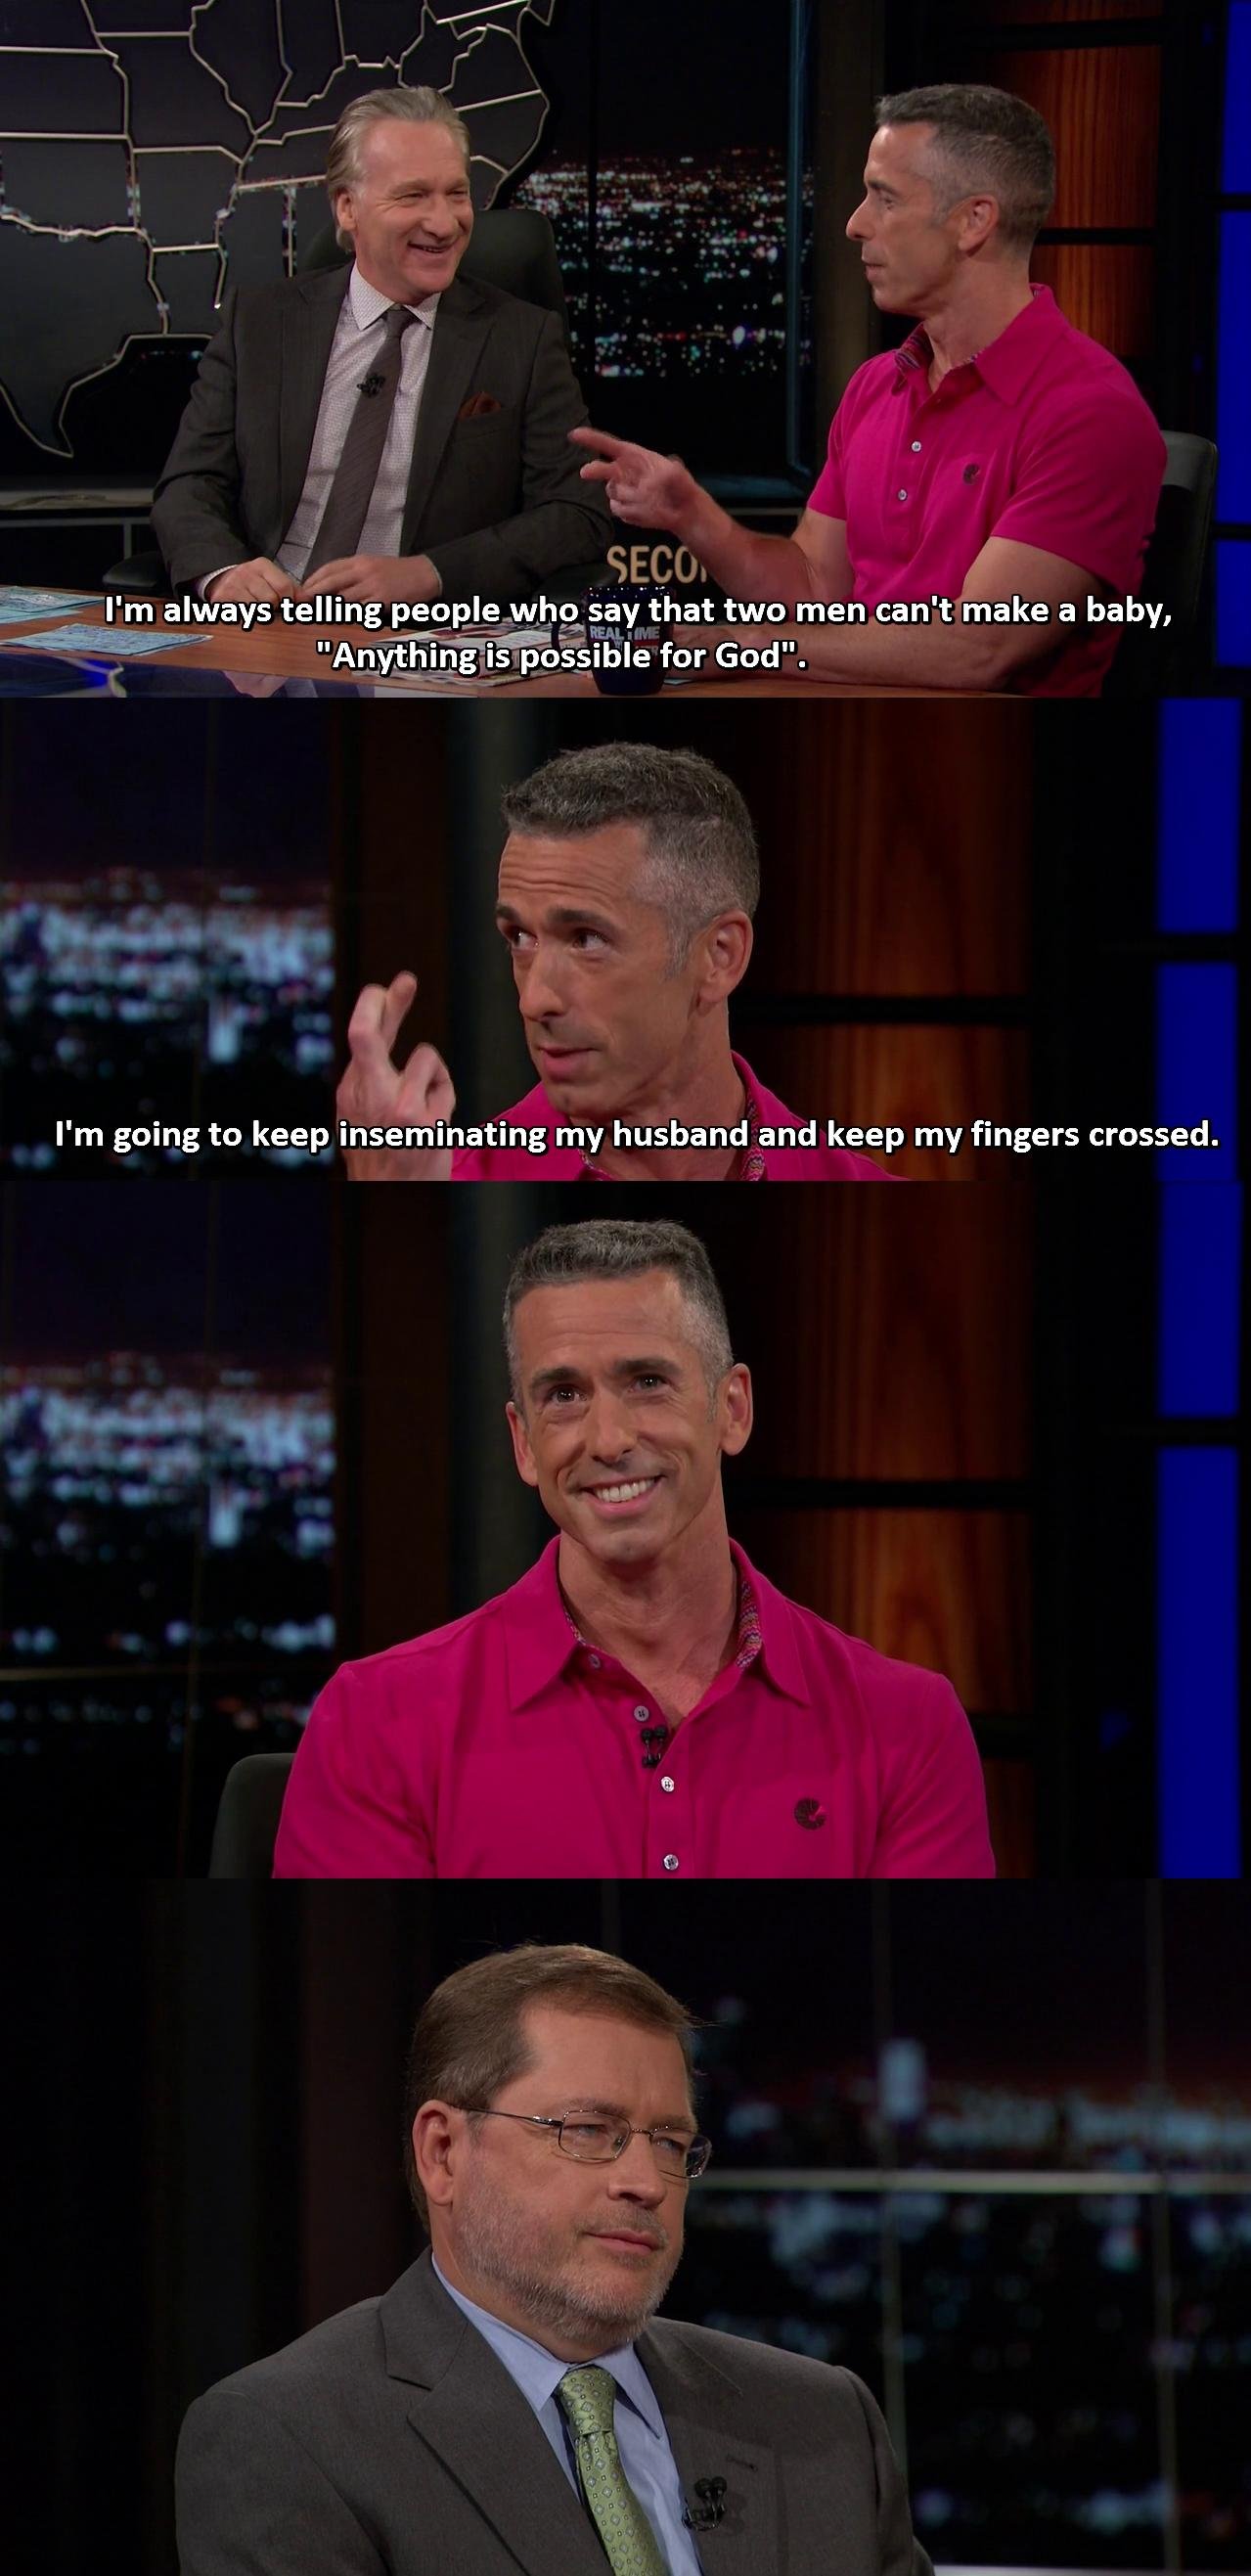 SECO
I'm always telling people who say that two men can't make a baby,
REAL TIME
"Anything is possible for God".
I'm going to keep inseminating my husband and keep my fingers crossed.